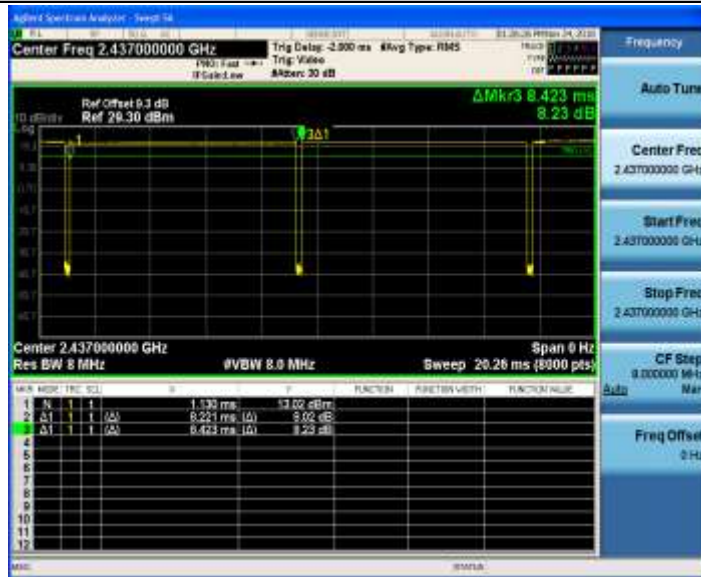 Agilent Spectrum Analyzer - Swept SA
Center Freq 2.437000000 GHz
PNO: Fast
IFGain:Low
Trig Delay: -2.000 ms
Trig: Video
#Atten: 30 dB
#Avg Type: RMS
TRACE
TYPE
DET
Frequency
Auto Tune
Center Freq
2.437000000 GHz
Start Freq
2.437000000 GHz
Stop Freq
2.437000000 GHz
CF Step
8.000000 MHz
Auto Man
Freq Offset
0 Hz
ΔMkr3 8.423 ms
8.23 dB
10 dB/div
Log
Ref Offset 9.3 dB
Ref 29.30 dBm
1
3Δ1
Center 2.437000000 GHz
Span 0 Hz
Res BW 8 MHz
#VBW 8.0 MHz
Sweep 20.26 ms (8000 pts)
MKR MODE TRC SCL X Y FUNCTION FUNCTION WIDTH FUNCTION VALUE
1 N 1 t 1.130 ms 13.02 dBm
2 Δ1 1 t (Δ) 8.221 ms (Δ)
3 Δ1 1 t (Δ) 8.423 ms (Δ) 8.23 dB
4
5
6
7
8
9
10
11
12
MSG
STATUS